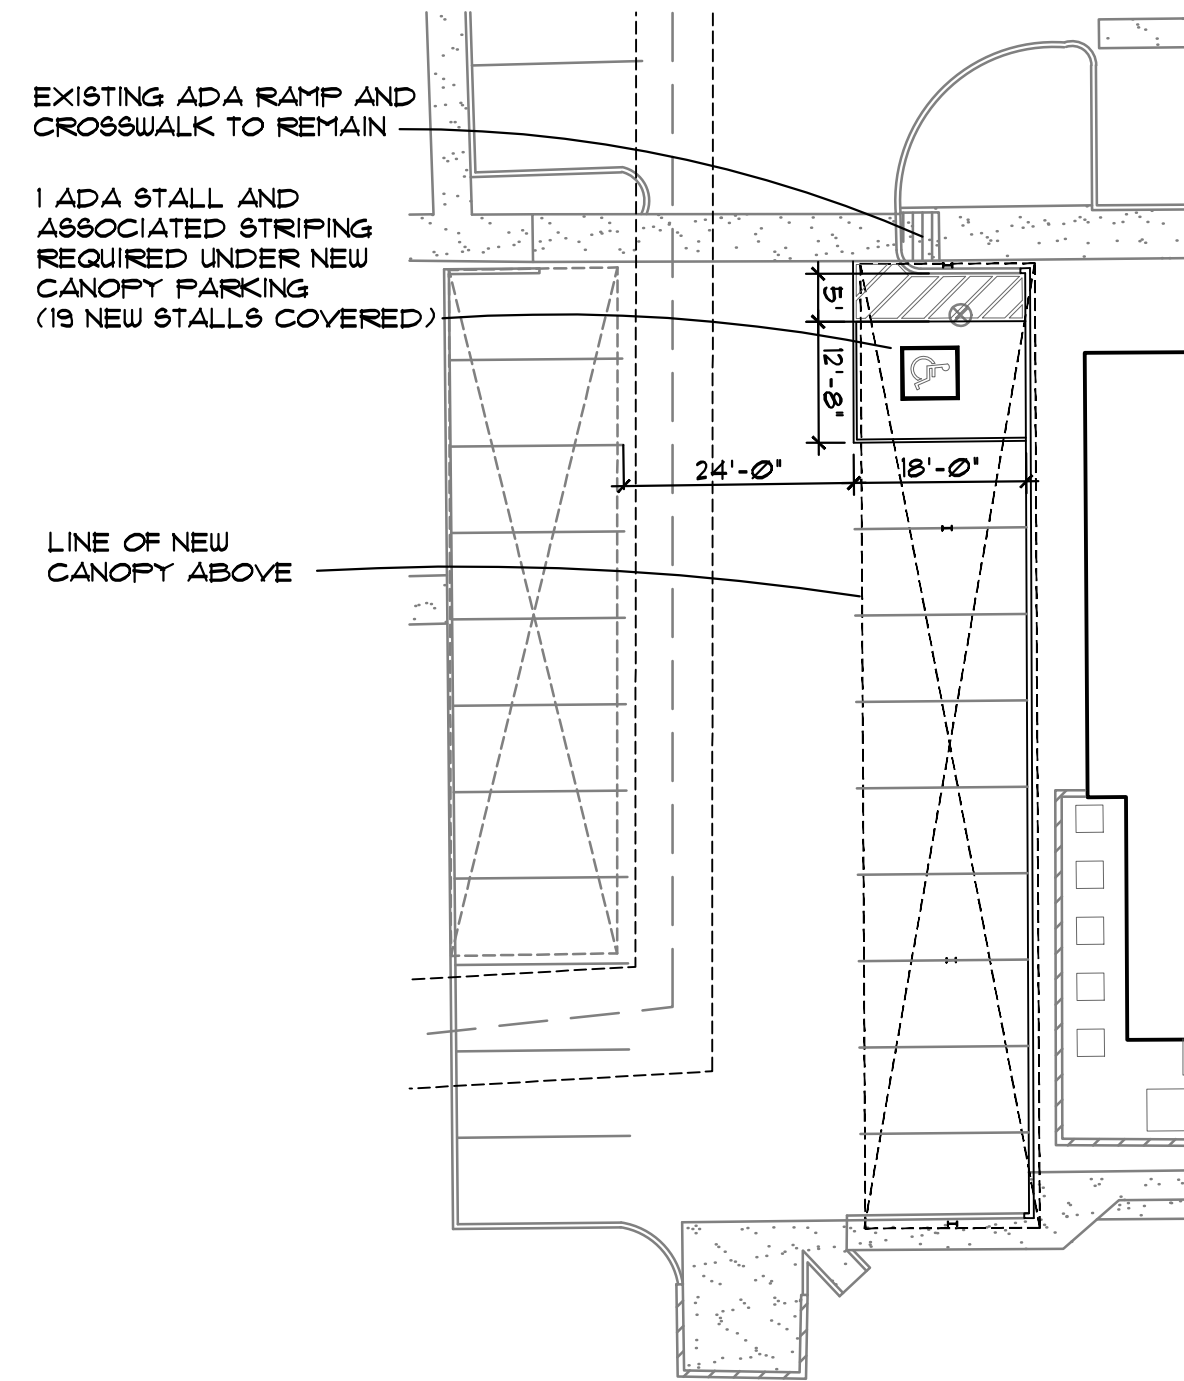 EXISTING ADA RAMP AND
CROSSWALK TO REMAIN
1 ADA STALL AND
ASSOCIATED STRIPING
REQUIRED UNDER NEW
CANOPY PARKING
(19 NEW STALLS COVERED)
5'
12'-8"
24'-0"
18'-0"
LINE OF NEW
CANOPY ABOVE